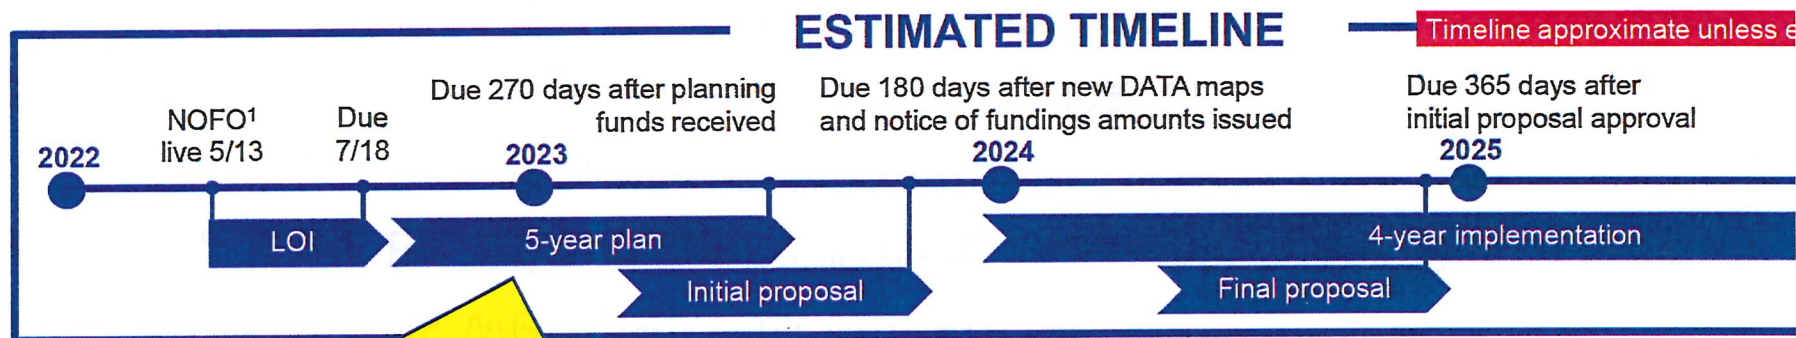 ESTIMATED TIMELINE
Timeline approximate unless
Due 270 days after planning
funds received
Due 180 days after new DATA maps
and notice of fundings amounts issued
Due 365 days after
initial proposal approval
NOFO¹
live 5/13
Due
7/18
2022
2023
2024
2025
LOI
5-year plan
4-year implementation
Initial proposal
Final proposal